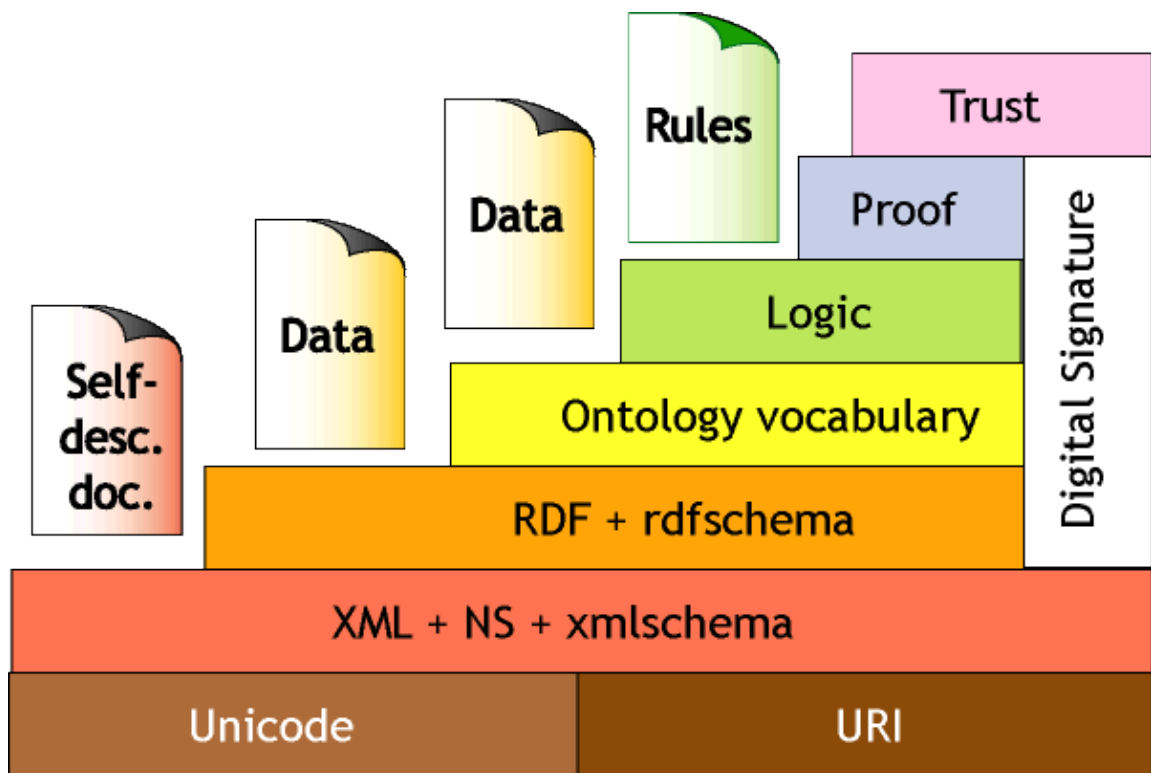 Trust
Rules
Proof
Data
Logic
Data
Self-
desc.
doc.
Ontology vocabulary
Digital Signature
RDF + rdfschema
XML + NS + xmlschema
Unicode
URI